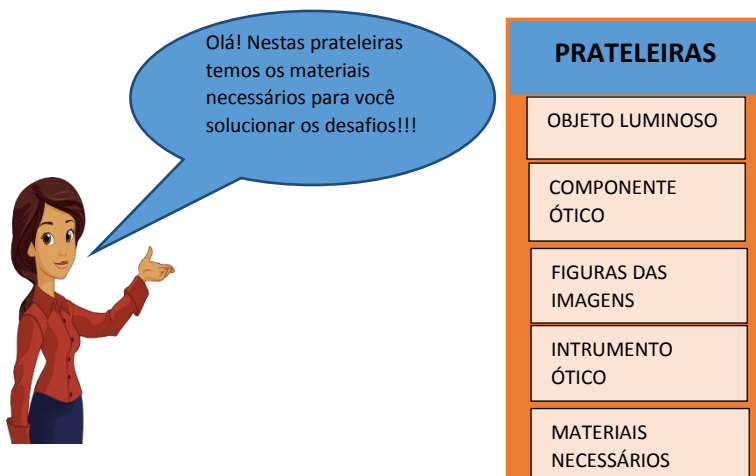 Olá! Nestas prateleiras
temos os materiais
necessários para você
solucionar os desafios!!!
PRATELEIRAS
OBJETO LUMINOSO
COMPONENTE
ÓTICO
FIGURAS DAS
IMAGENS
INTRUMENTO
ÓTICO
MATERIAIS
NECESSÁRIOS